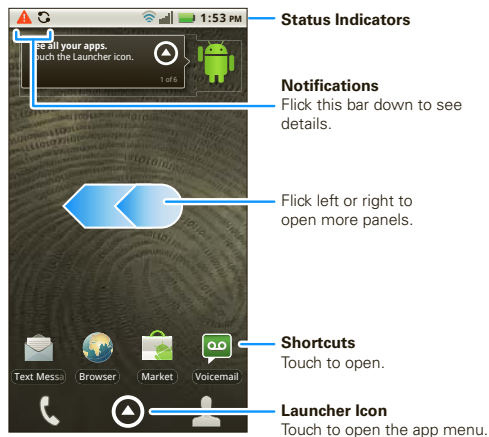 1:53 PM
Status Indicators
See all your apps.
Touch the Launcher icon.
1 of 6
Notifications
Flick this bar down to see
details.
Flick left or right to
open more panels.
Shortcuts
Touch to open.
Text Messa
Browser
Market
Voicemail
Launcher Icon
Touch to open the app menu.